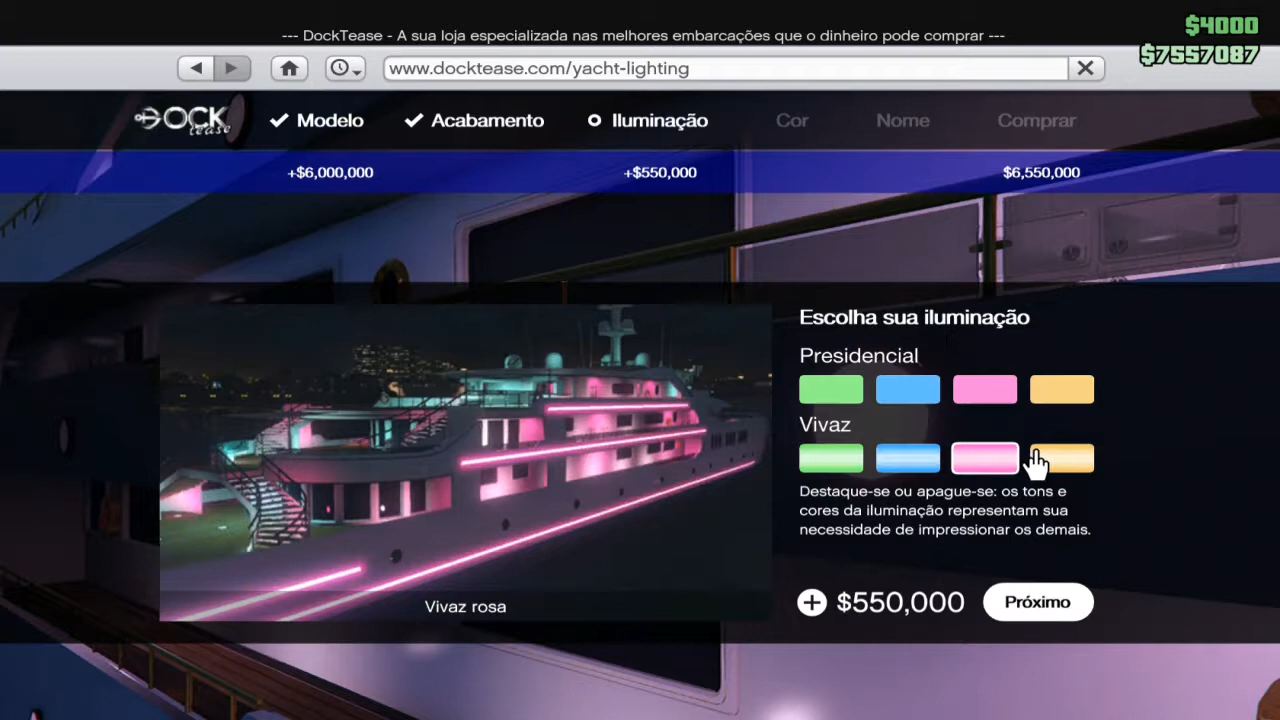 --- DockTease - A sua loja especializada nas melhores embarcações que o dinheiro pode comprar ---
$4000
$7557087
www.docktease.com/yacht-lighting
DOCK
tease
Modelo
Acabamento
Iluminação
Cor
Nome
Comprar
+$6,000,000
+$550,000
$6,550,000
Escolha sua iluminação
Presidencial
Vivaz
Destaque-se ou apague-se: os tons e
cores da iluminação representam sua
necessidade de impressionar os demais.
Vivaz rosa
$550,000
Próximo